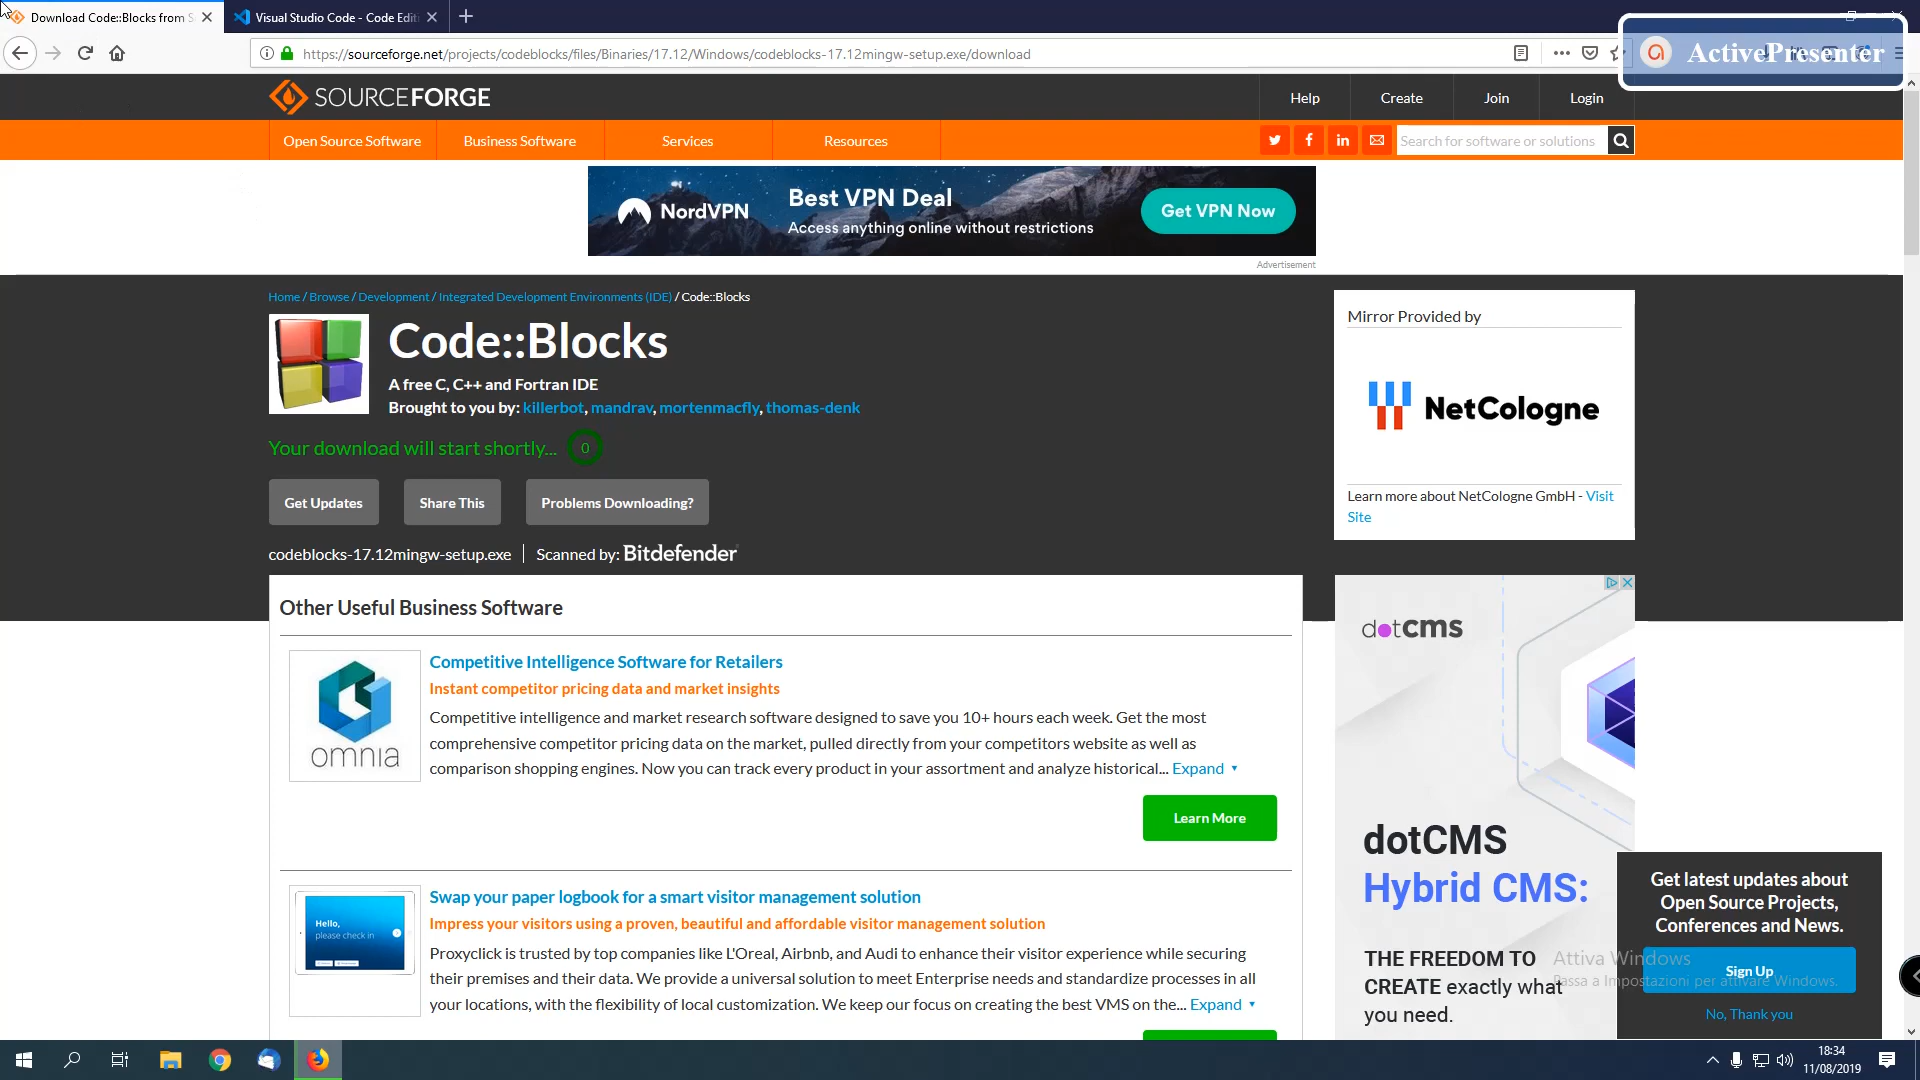 Download Code::Blocks from S
Visual Studio Code - Code Edit
https://sourceforge.net/projects/codeblocks/files/Binaries/17.12/Windows/codeblocks-17.12mingw-setup.exe/download
ActivePresenter
SOURCEFORGE
Help
Create
Join
Login
Open Source Software
Business Software
Services
Resources
Search for software or solutions
NordVPN
Best VPN Deal
Access anything online without restrictions
Get VPN Now
Advertisement
Home / Browse / Development / Integrated Development Environments (IDE) / Code::Blocks
Code::Blocks
A free C, C++ and Fortran IDE
Brought to you by: killerbot, mandrav, mortenmacfly, thomas-denk
Your download will start shortly... 0
Get Updates
Share This
Problems Downloading?
codeblocks-17.12mingw-setup.exe | Scanned by: Bitdefender
Mirror Provided by
NetCologne
Learn more about NetCologne GmbH - Visit
Site
Other Useful Business Software
omnia
Competitive Intelligence Software for Retailers
Instant competitor pricing data and market insights
Competitive intelligence and market research software designed to save you 10+ hours each week. Get the most
comprehensive competitor pricing data on the market, pulled directly from your competitors website as well as
comparison shopping engines. Now you can track every product in your assortment and analyze historical... Expand
Learn More
Hello,
please check in
Swap your paper logbook for a smart visitor management solution
Impress your visitors using a proven, beautiful and affordable visitor management solution
Proxyclick is trusted by top companies like L'Oreal, Airbnb, and Audi to enhance their visitor experience while securing
their premises and their data. We provide a universal solution to meet Enterprise needs and standardize processes in all
your locations, with the flexibility of local customization. We keep our focus on creating the best VMS on the... Expand
dotcms
dotCMS
Hybrid CMS:
THE FREEDOM TO
CREATE exactly what
you need.
Get latest updates about
Open Source Projects,
Conferences and News.
Sign Up
No, Thank you
Attiva Windows
Passa a Impostazioni per attivare Windows.
18:34
11/08/2019